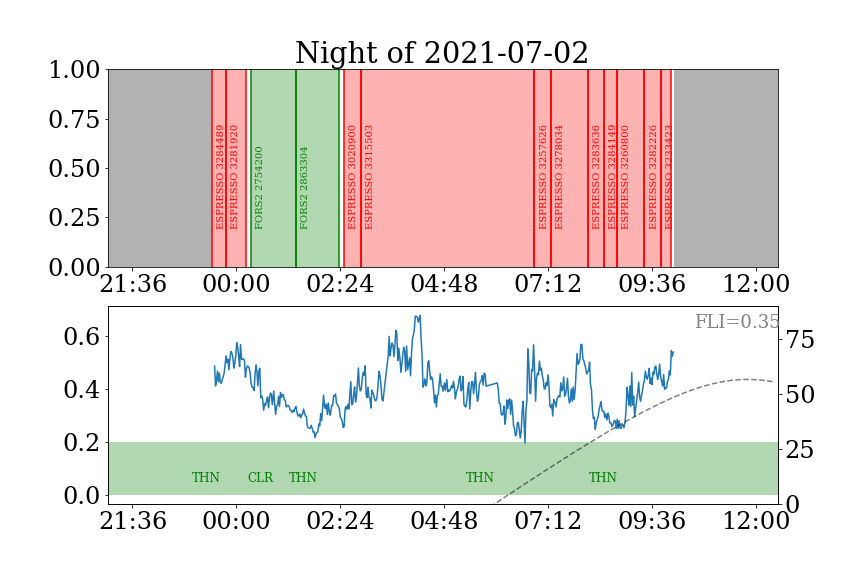 Night of 2021-07-02
1.00
0.75
0.50
0.25
0.00
ESPRESSO 3284489
ESPRESSO 3281920
FORS2 2754200
FORS2 2863304
ESPRESSO 3020900
ESPRESSO 3315503
ESPRESSO 3257626
ESPRESSO 3278034
ESPRESSO 3283636
ESPRESSO 3284149
ESPRESSO 3260800
ESPRESSO 3282226
ESPRESSO 3233423
21:36 00:00 02:24 04:48 07:12 09:36 12:00
FLI=0.35
0.6
0.4
0.2
0.0
75
50
25
0
THN CLR THN THN THN
21:36 00:00 02:24 04:48 07:12 09:36 12:00